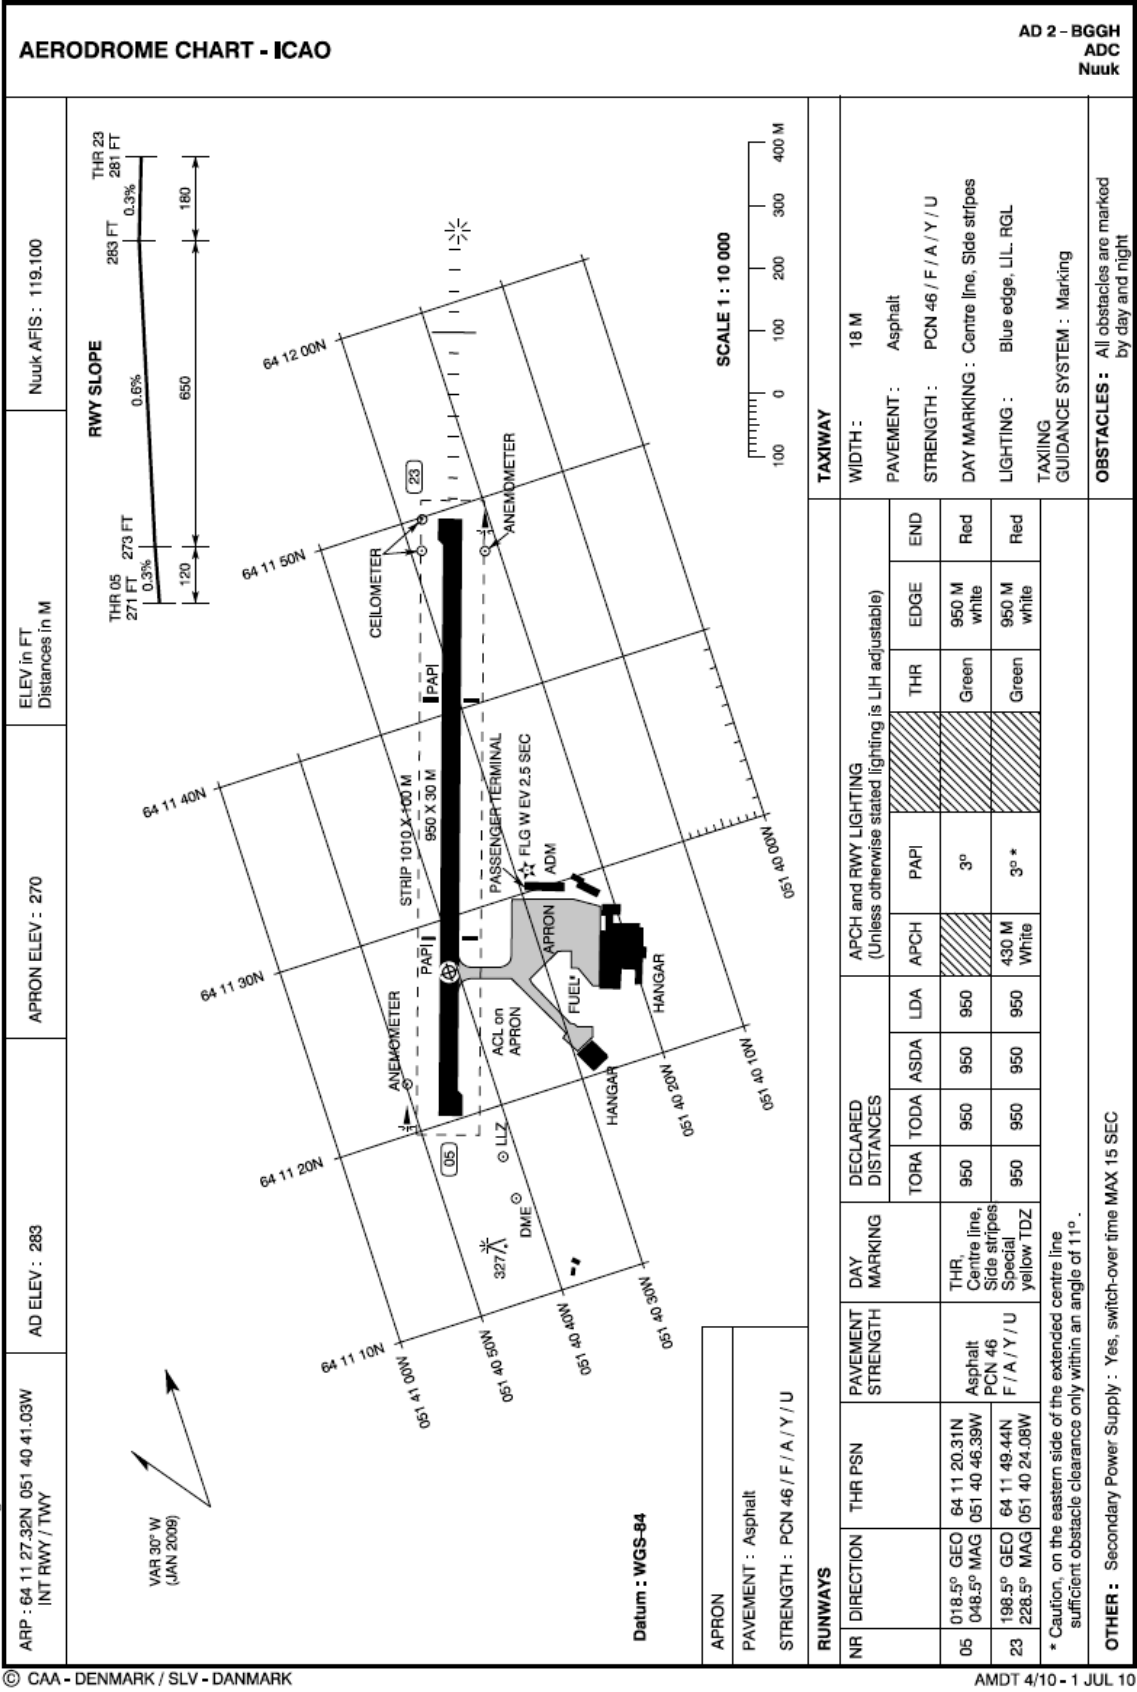 AERODROME CHART - ICAO
AD 2 - BGGH
ADC
Nuuk
ARP : 64 11 27.32N 051 40 41.03W
INT RWY / TWY
AD ELEV : 283
APRON ELEV : 270
ELEV in FT
Distances in M
Nuuk AFIS : 119.100
VAR 30° W
(JAN 2009)
RWY SLOPE
THR 05
271 FT
273 FT
283 FT
THR 23
281 FT
0.3%
0.6%
0.3%
120
650
180
64 11 10N
64 11 20N
64 11 30N
64 11 40N
64 11 50N
64 12 00N
051 41 00W
051 40 50W
051 40 40W
051 40 30W
051 40 20W
051 40 10W
051 40 00W
ANEMOMETER
PAPI
STRIP 1010 X 100 M
950 X 30 M
PAPI
CEILOMETER
23
ANEMOMETER
05
LLZ
DME
327
ACL on
APRON
FUEL
APRON
PASSENGER TERMINAL
FLG W EV 2.5 SEC
ADM
HANGAR
HANGAR
SCALE 1 : 10 000
100
0
100
200
300
400 M
Datum : WGS-84
APRON
PAVEMENT : Asphalt
STRENGTH : PCN 46 / F / A / Y / U
RUNWAYS
NR
DIRECTION
THR PSN
PAVEMENT
STRENGTH
DAY
MARKING
DECLARED
DISTANCES
TORA TODA ASDA LDA
APCH and RWY LIGHTING
(Unless otherwise stated lighting is LIH adjustable)
APCH PAPI THR EDGE END
05
018.5° GEO
048.5° MAG
64 11 20.31N
051 40 46.39W
Asphalt
PCN 46
F / A / Y / U
THR,
Centre line,
Side stripes
Special
yellow TDZ
950 950 950 950
3°
Green
950 M
white
Red
23
198.5° GEO
228.5° MAG
64 11 49.44N
051 40 24.08W
950 950 950 950
430 M
White
3° *
Green
950 M
white
Red
* Caution, on the eastern side of the extended centre line
sufficient obstacle clearance only within an angle of 11° .
TAXIWAY
WIDTH : 18 M
PAVEMENT : Asphalt
STRENGTH : PCN 46 / F / A / Y / U
DAY MARKING : Centre line, Side stripes
LIGHTING : Blue edge, LIL. RGL
TAXIING
GUIDANCE SYSTEM : Marking
OTHER : Secondary Power Supply : Yes, switch-over time MAX 15 SEC
OBSTACLES : All obstacles are marked
by day and night
© CAA - DENMARK / SLV - DANMARK
AMDT 4/10 - 1 JUL 10